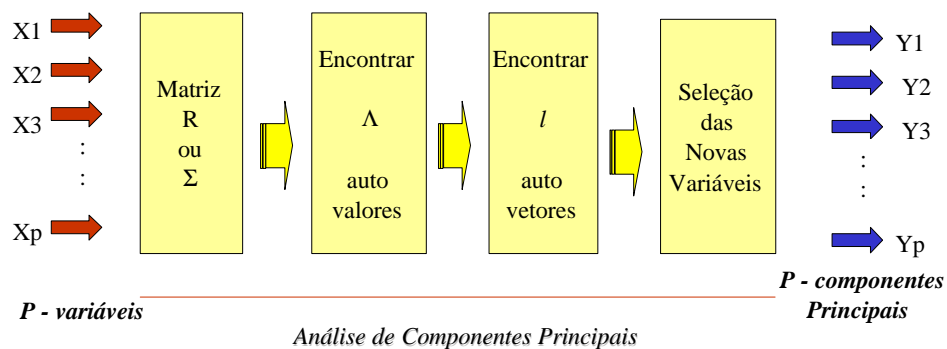 X1
X2
X3
:
:
Xp
P - variáveis
Matriz
R
ou
Σ
Encontrar
Λ
auto
valores
Encontrar
l
auto
vetores
Seleção
das
Novas
Variáveis
Y1
Y2
Y3
:
:
Yp
P - componentes
Principais
Análise de Componentes Principais